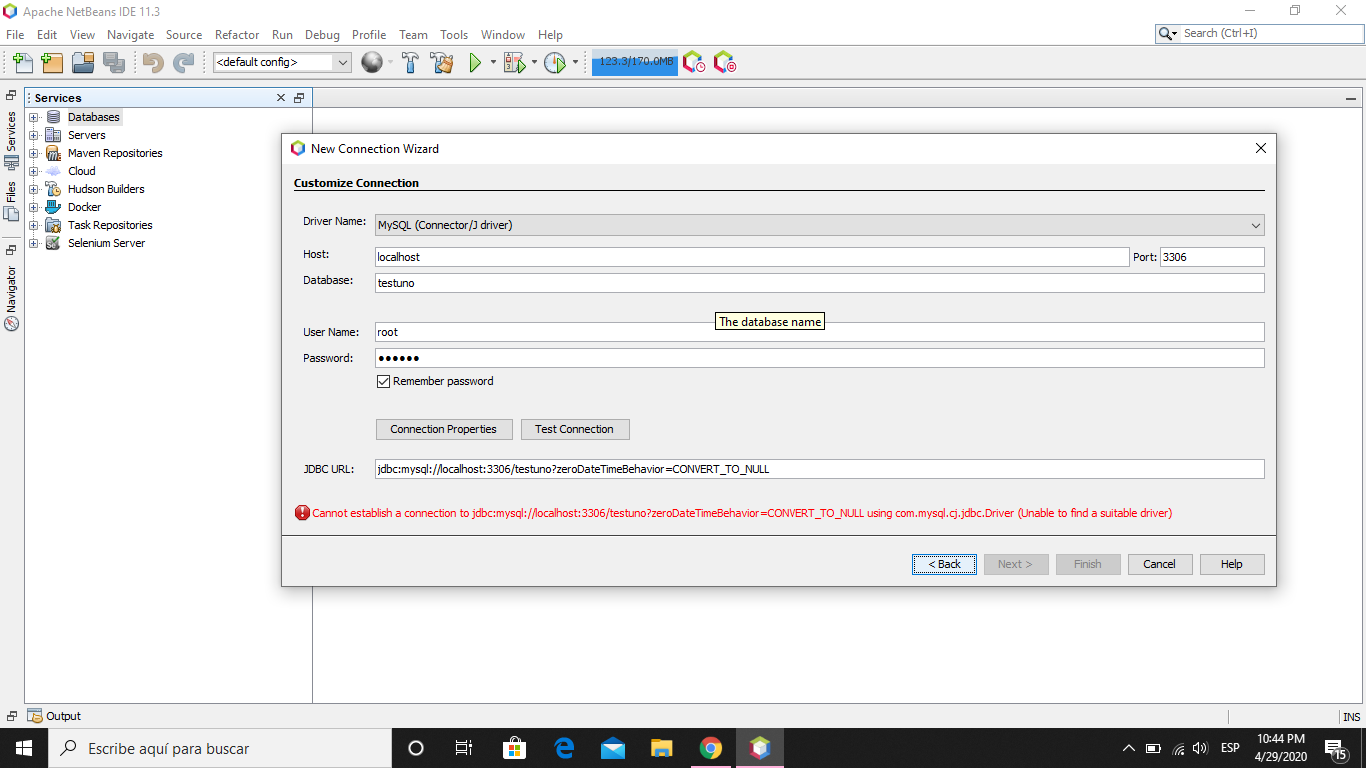 Apache NetBeans IDE 11.3
File Edit View Navigate Source Refactor Run Debug Profile Team Tools Window Help
Search (Ctrl+I)
<default config>
123.3/170.0MB
Services
Services
Files
Navigator
Databases
Servers
Maven Repositories
Cloud
Hudson Builders
Docker
Task Repositories
Selenium Server
New Connection Wizard
Customize Connection
Driver Name: MySQL (Connector/J driver)
Host: localhost Port: 3306
Database: testuno
The database name
User Name: root
Password: ●●●●●●
Remember password
Connection Properties Test Connection
JDBC URL: jdbc:mysql://localhost:3306/testuno?zeroDateTimeBehavior=CONVERT_TO_NULL
Cannot establish a connection to jdbc:mysql://localhost:3306/testuno?zeroDateTimeBehavior=CONVERT_TO_NULL using com.mysql.cj.jdbc.Driver (Unable to find a suitable driver)
< Back Next > Finish Cancel Help
Output
INS
Escribe aquí para buscar
ESP
10:44 PM
4/29/2020
15